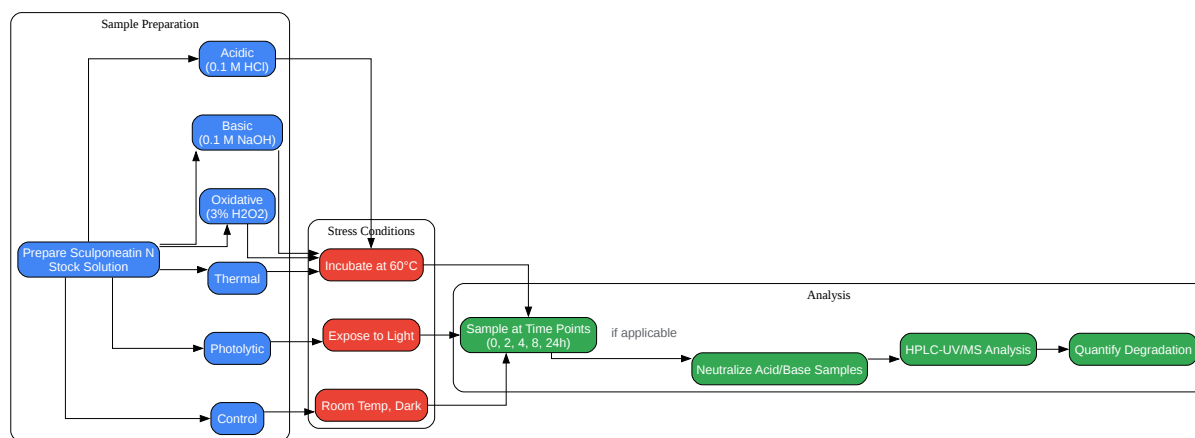 Sample Preparation
Acidic
(0.1 M HCl)
Basic
(0.1 M NaOH)
Oxidative
(3% H2O2)
Prepare Sculponeatin N
Stock Solution
Thermal
Photolytic
Control
Stress Conditions
Incubate at 60°C
Expose to Light
Room Temp, Dark
Analysis
Sample at Time Points
(0, 2, 4, 8, 24h)
if applicable
Neutralize Acid/Base Samples
HPLC-UV/MS Analysis
Quantify Degradation